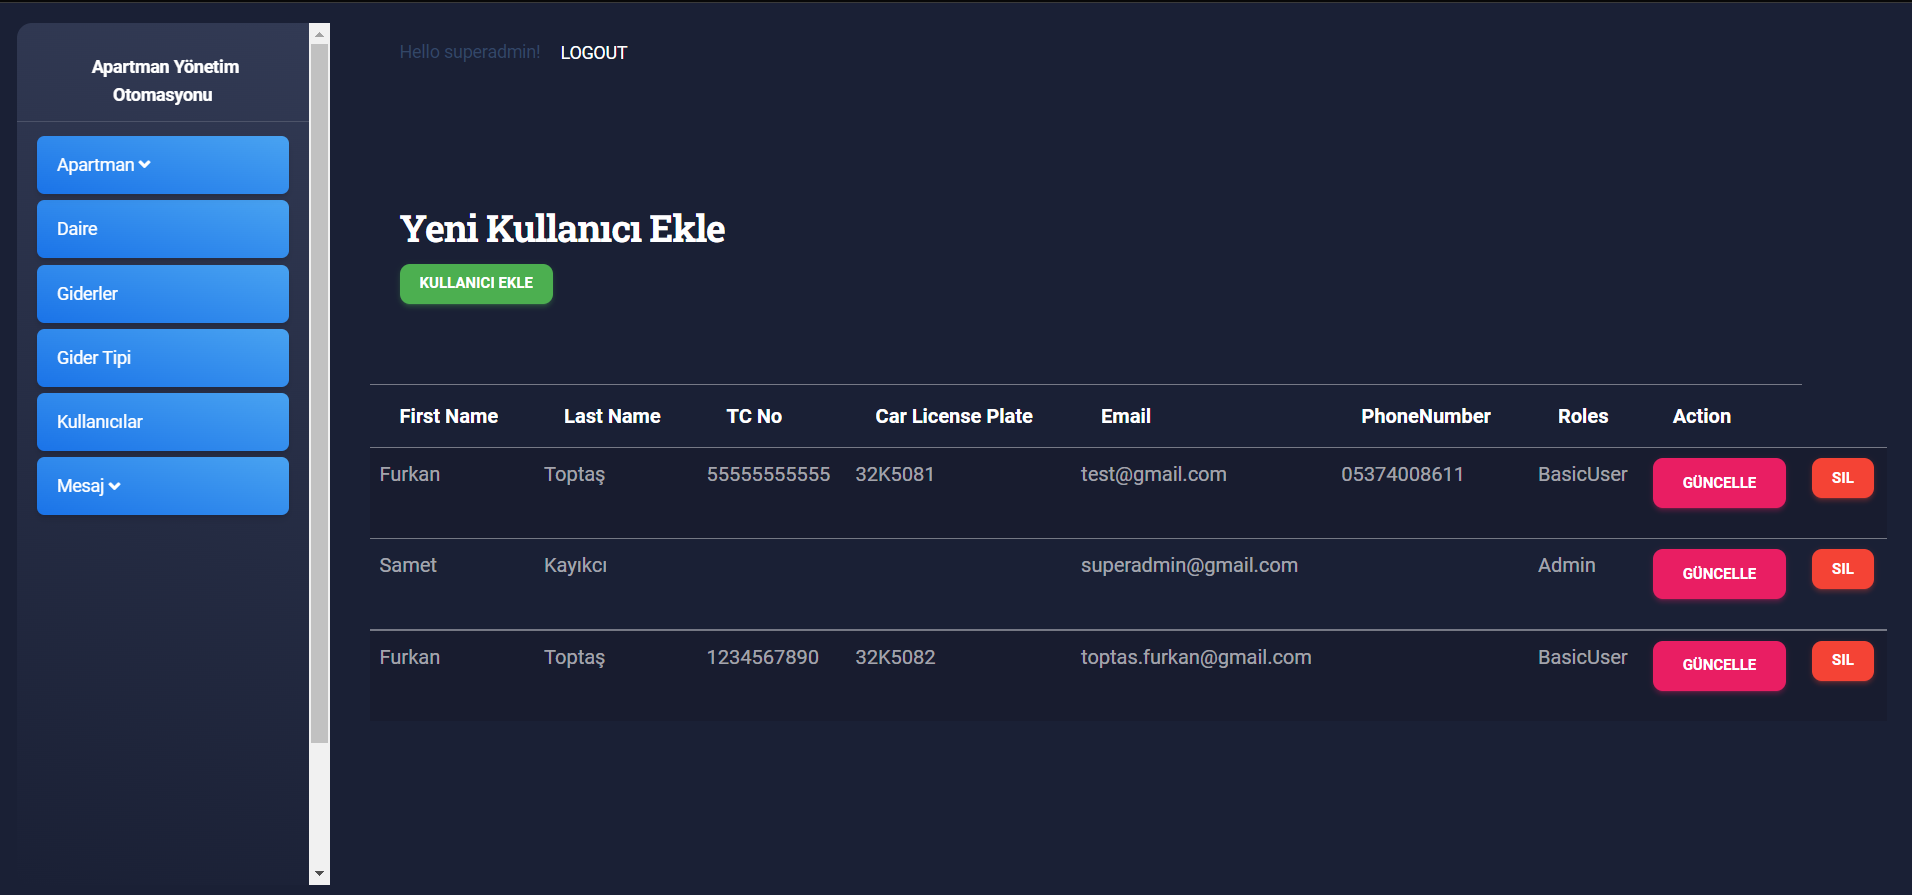 Apartman Yönetim
Otomasyonu
Apartman
Daire
Giderler
Gider Tipi
Kullanıcılar
Mesaj
Hello superadmin! LOGOUT
Yeni Kullanıcı Ekle
KULLANICI EKLE
First Name Last Name TC No Car License Plate Email PhoneNumber Roles Action
Furkan Toptaş 55555555555 32K5081 test@gmail.com 05374008611 BasicUser GÜNCELLE SIL
Samet Kayıkcı superadmin@gmail.com Admin GÜNCELLE SIL
Furkan Toptaş 1234567890 32K5082 toptas.furkan@gmail.com BasicUser GÜNCELLE SIL